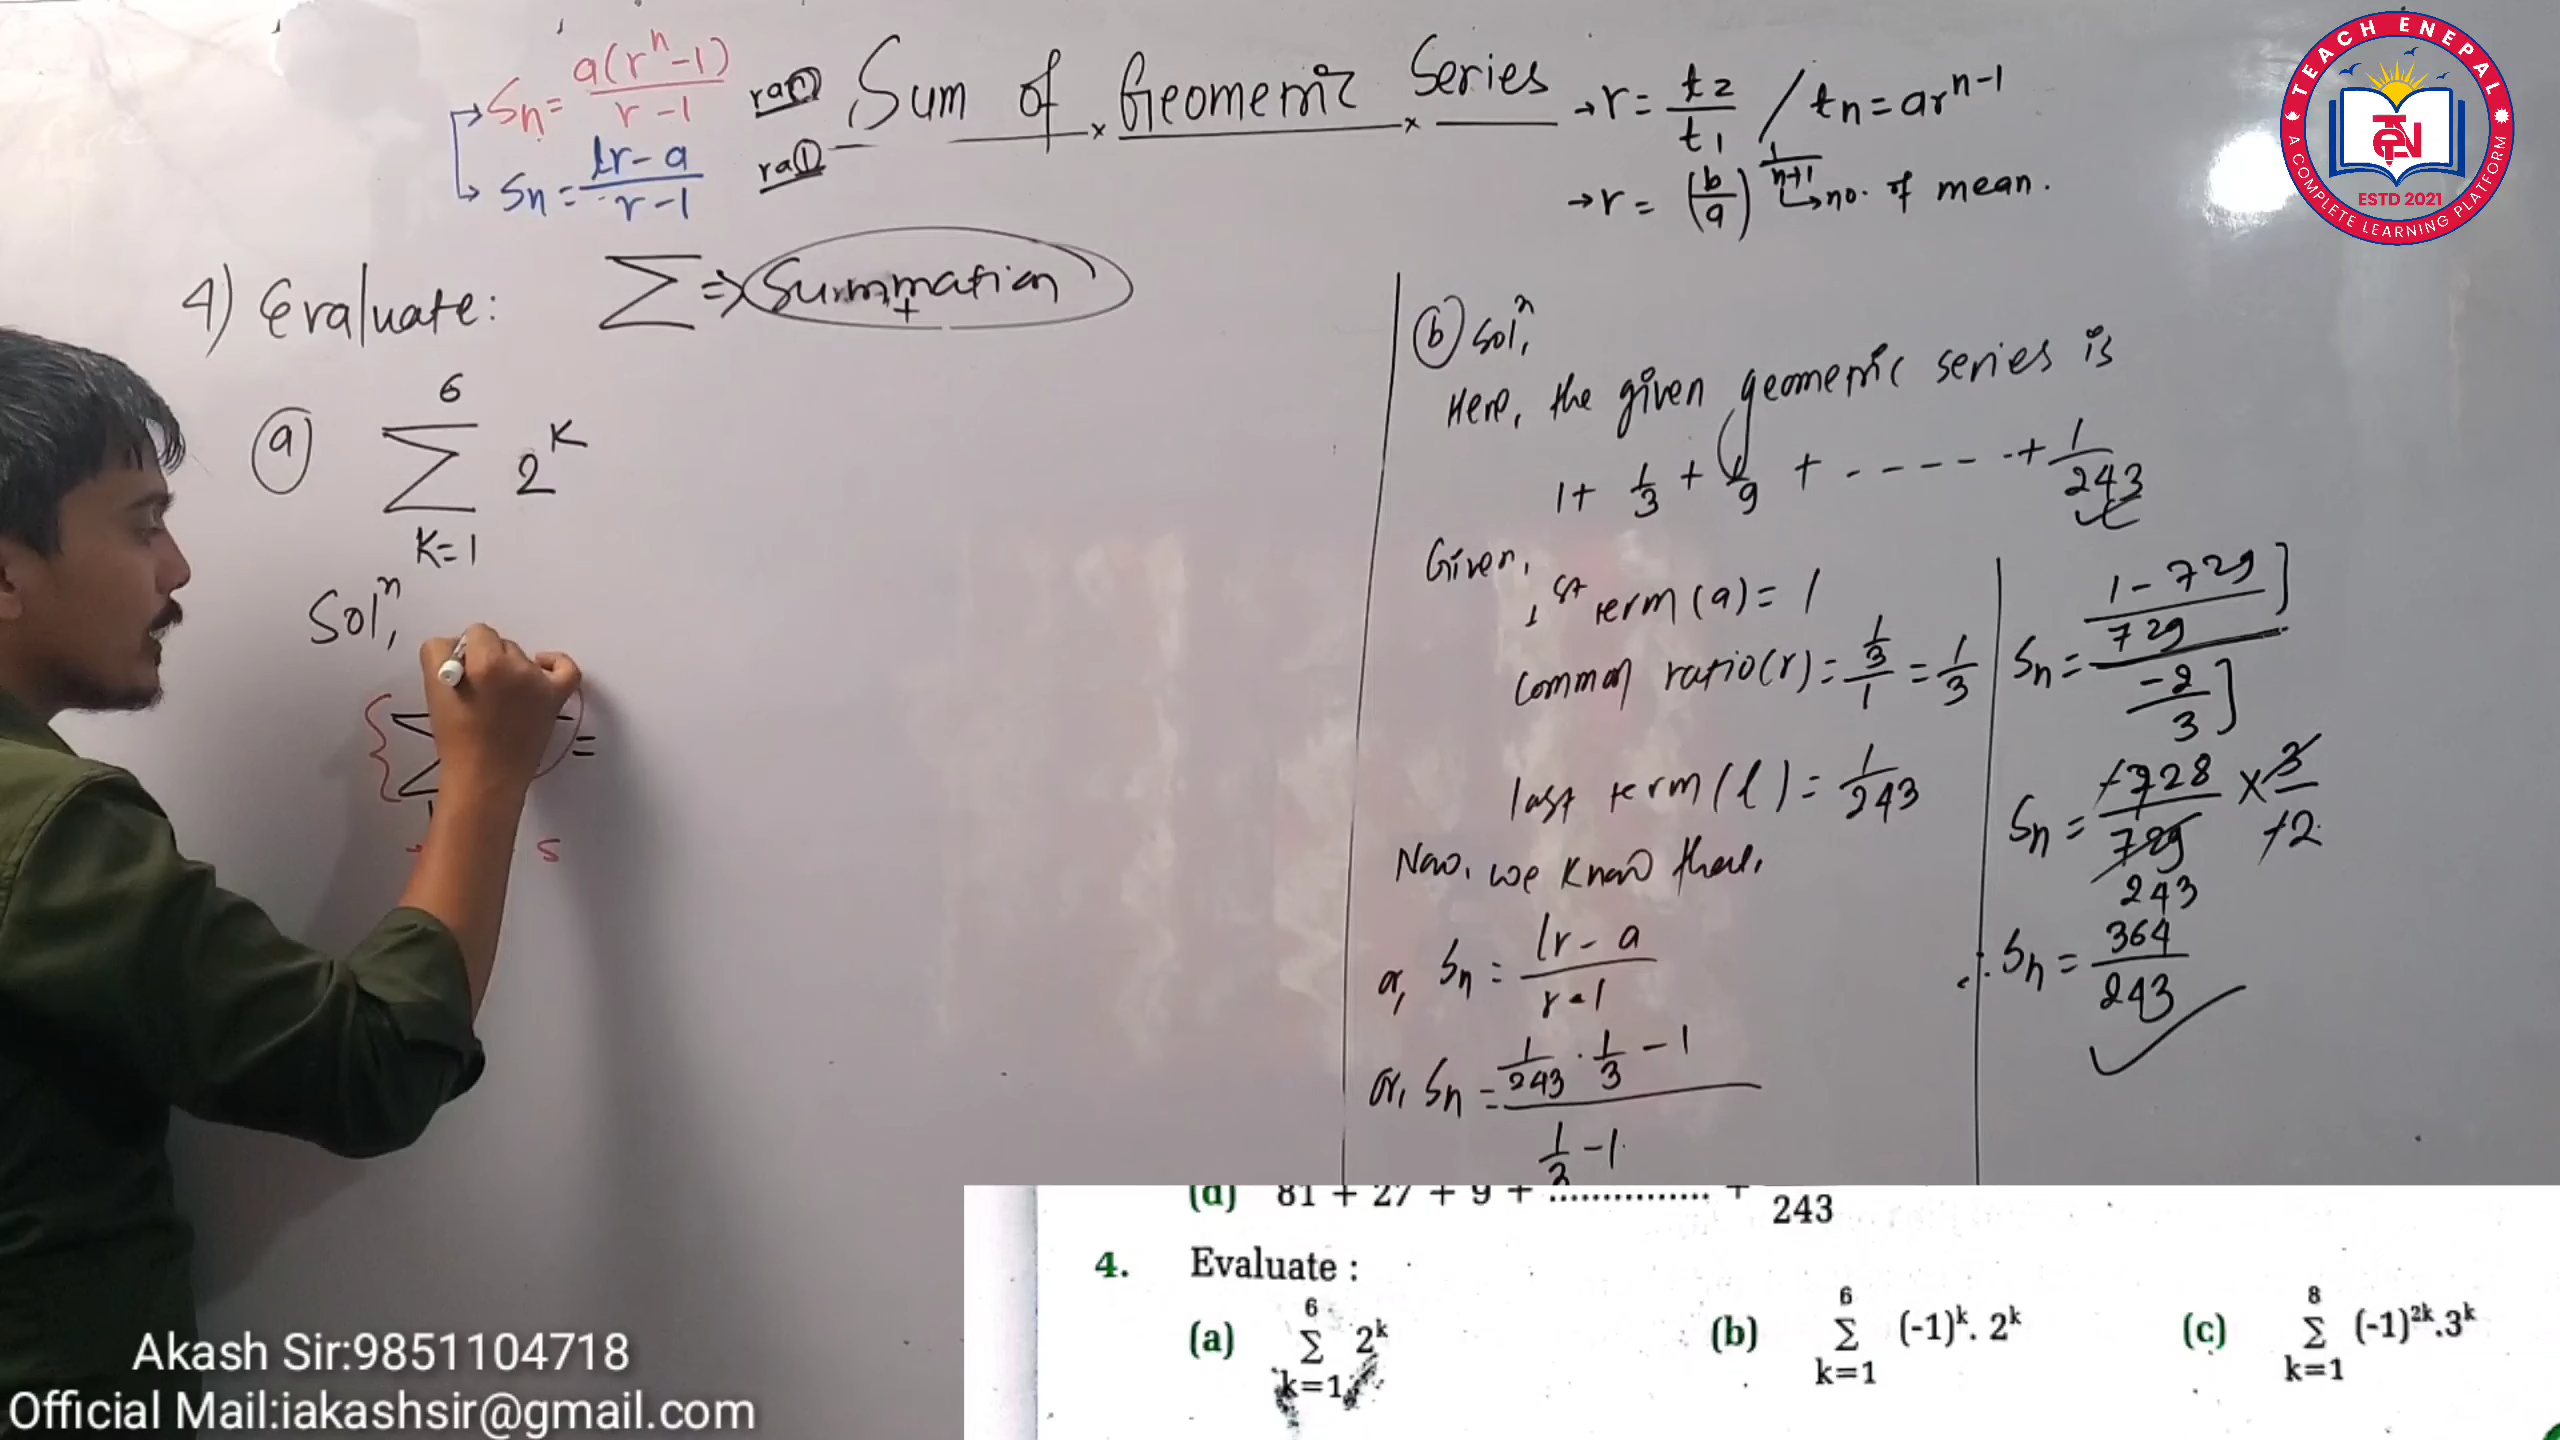 Sn = a(r^n - 1) / r - 1
Sn = lr - a / r - 1
Sum of Geometric Series
→ r = t2 / t1 / tn = ar^n-1
→ r = (b/a)^1/n+1 → no. of mean.
4) Evaluate: Σ ⇒ Summation
+
(a) 6 Σ K=1 2^K
Sol^n,
=
s
(b) Sol^n,
Here, the given geometric series is
1 + 1/3 + 1/9 + - - - - - + 1/243
Given,
1st term (a) = 1
common ratio (r) = 1/3 / 1 = 1/3
last term (l) = 1/243
Now, we know that,
or, Sn = lr - a / r - 1
or, Sn = 1/243 . 1/3 - 1 / 1/3 - 1
Sn = 1 - 729 / 729 / -2 / 3
Sn = -728 / 729 × 3 / -2
243
∴ Sn = 364 / 243
(d) 81 + 27 + 9 + ................ + 243
4. Evaluate :
(a) 6 Σ k=1 2^k (b) 6 Σ k=1 (-1)^k. 2^k (c) 8 Σ k=1 (-1)^2k.3^k
TEACH ENEPAL
TEN
ESTD 2021
A COMPLETE LEARNING PLATFORM
Akash Sir:9851104718
Official Mail:iakashsir@gmail.com